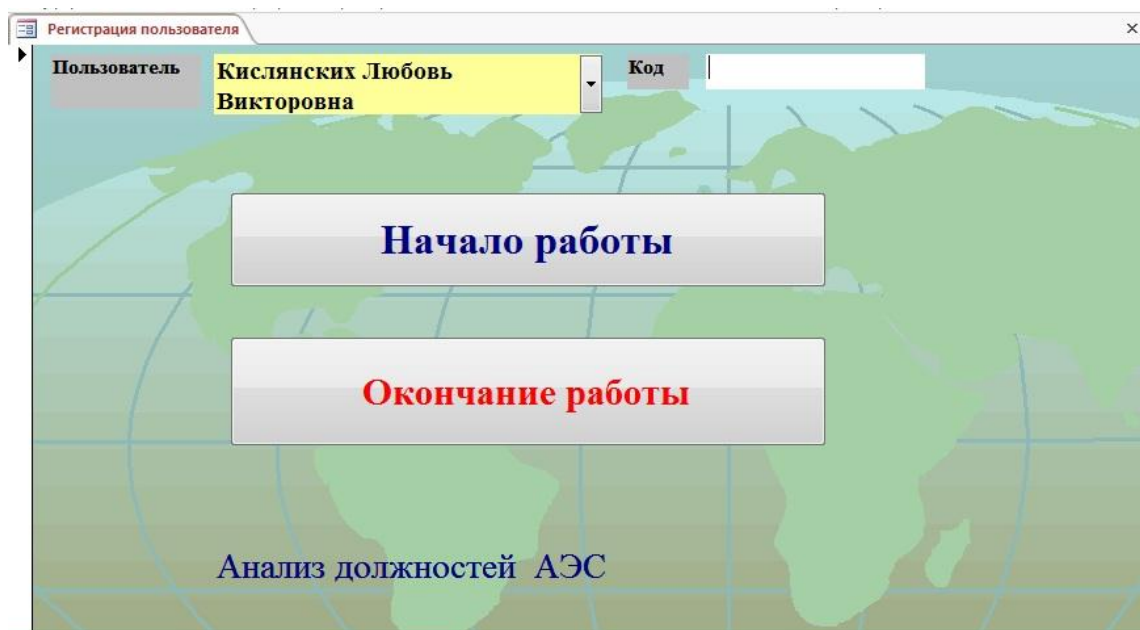 Регистрация пользователя
Пользователь
Кислянских Любовь
Викторовна
Код
Начало работы
Окончание работы
Анализ должностей АЭС